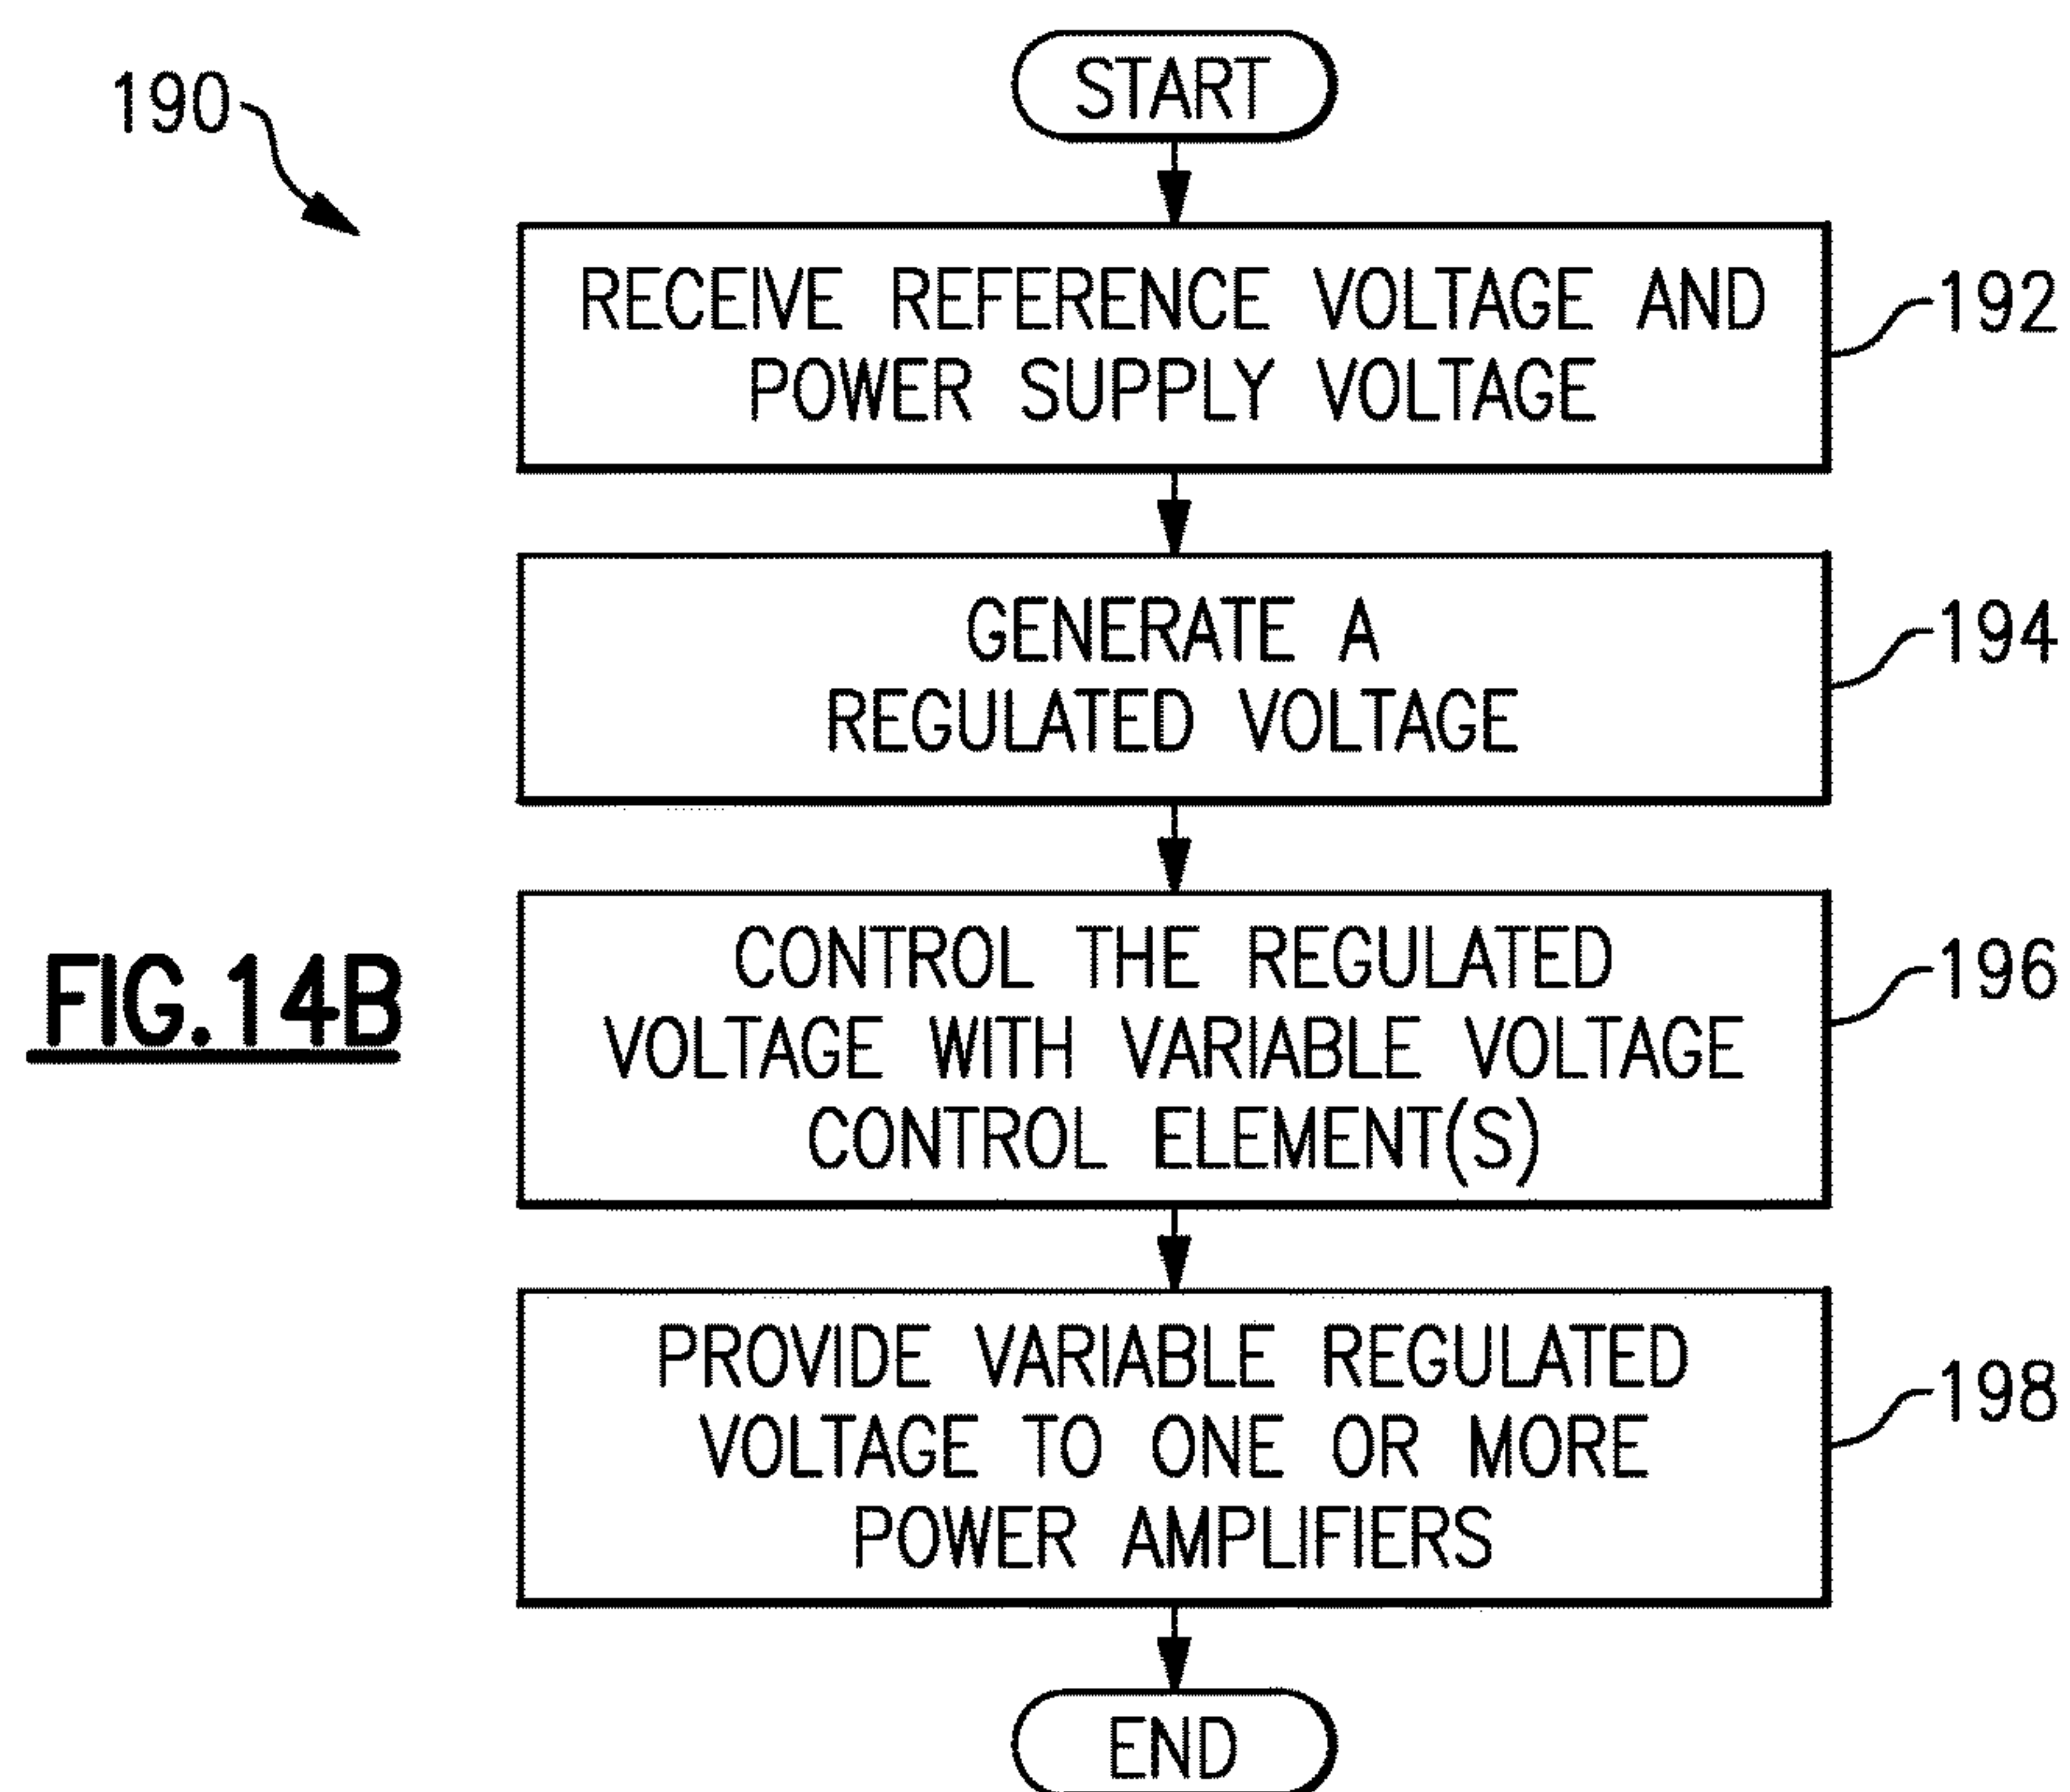 190
START
RECEIVE REFERENCE VOLTAGE AND
POWER SUPPLY VOLTAGE
192
GENERATE A
REGULATED VOLTAGE
194
CONTROL THE REGULATED
VOLTAGE WITH VARIABLE VOLTAGE
CONTROL ELEMENT(S)
196
FIG.14B
PROVIDE VARIABLE REGULATED
VOLTAGE TO ONE OR MORE
POWER AMPLIFIERS
198
END